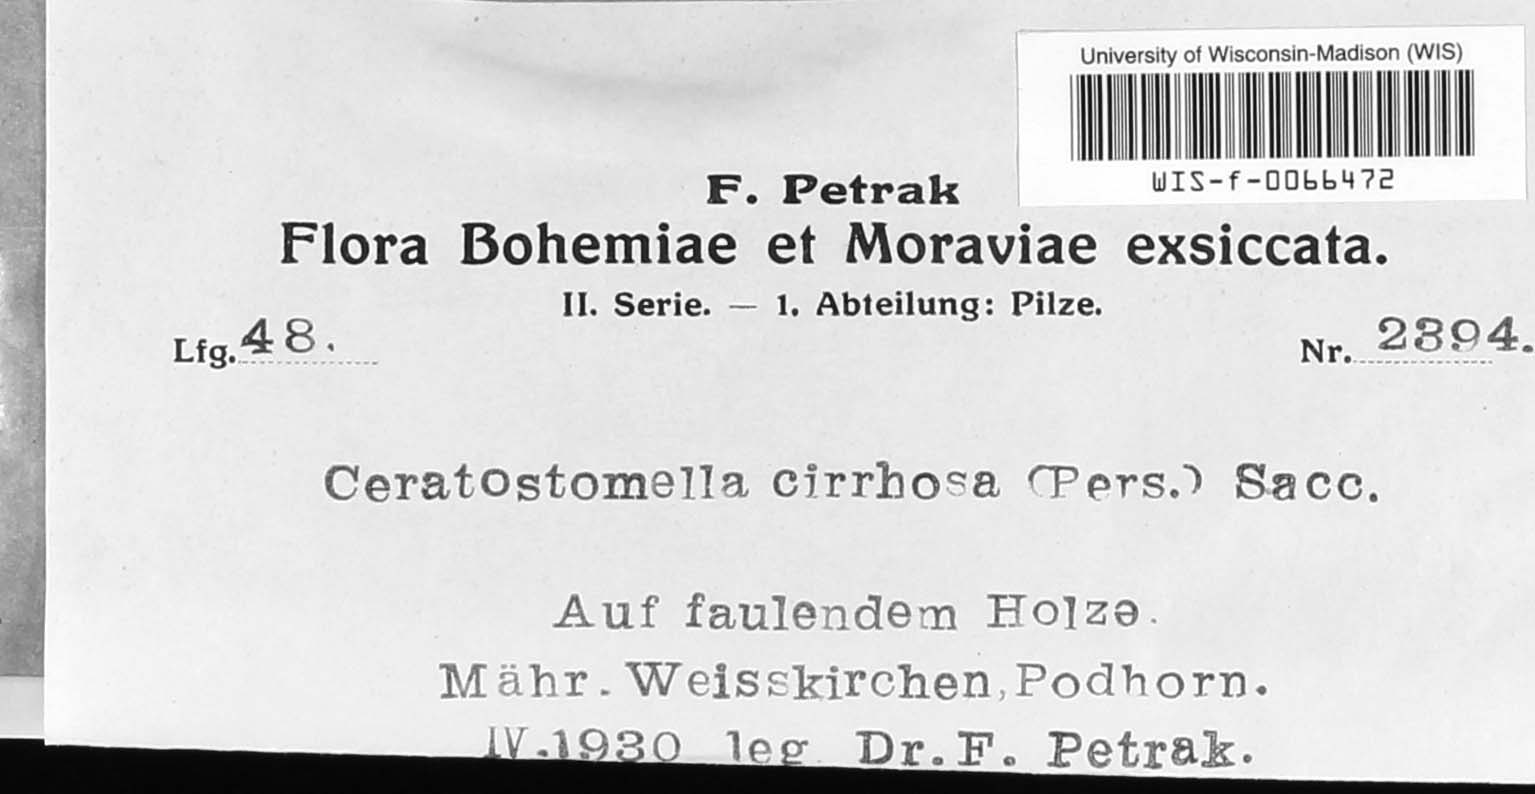 University of Wisconsin-Madison (WIS)
WIS-f-0066472
F. Petrak
Flora Bohemiae et Moraviae exsiccata.
II. Serie. — 1. Abteilung: Pilze.
Lfg. 48.
Nr. 2394.
Ceratostomella cirrhosa (Pers.) Sacc.
Auf faulendem Holze.
Mähr. Weisskirchen, Podhorn.
IV.1930 leg. Dr. F. Petrak.